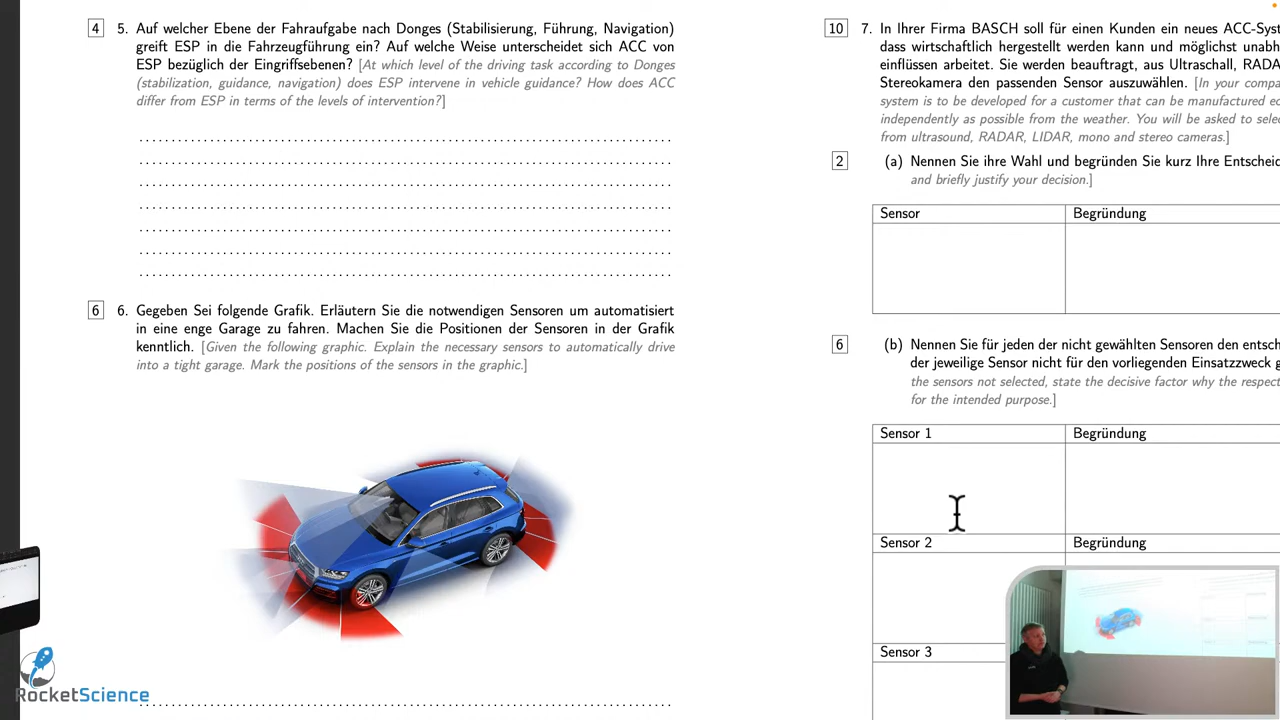 4 5. Auf welcher Ebene der Fahraufgabe nach Donges (Stabilisierung, Führung, Navigation)
greift ESP in die Fahrzeugführung ein? Auf welche Weise unterscheidet sich ACC von
ESP bezüglich der Eingriffsebenen? [At which level of the driving task according to Donges
(stabilization, guidance, navigation) does ESP intervene in vehicle guidance? How does ACC
differ from ESP in terms of the levels of intervention?]
6 6. Gegeben Sei folgende Grafik. Erläutern Sie die notwendigen Sensoren um automatisiert
in eine enge Garage zu fahren. Machen Sie die Positionen der Sensoren in der Grafik
kenntlich. [Given the following graphic. Explain the necessary sensors to automatically drive
into a tight garage. Mark the positions of the sensors in the graphic.]
RocketScience
10 7. In Ihrer Firma BASCH soll für einen Kunden ein neues ACC-Syst
dass wirtschaftlich hergestellt werden kann und möglichst unabh
einflüssen arbeitet. Sie werden beauftragt, aus Ultraschall, RADA
Stereokamera den passenden Sensor auszuwählen. [In your compa
system is to be developed for a customer that can be manufactured ec
independently as possible from the weather. You will be asked to selec
from ultrasound, RADAR, LIDAR, mono and stereo cameras.]
2 (a) Nennen Sie ihre Wahl und begründen Sie kurz Ihre Entscheid
and briefly justify your decision.]
Sensor Begründung
6 (b) Nennen Sie für jeden der nicht gewählten Sensoren den entsch
der jeweilige Sensor nicht für den vorliegenden Einsatzzweck g
the sensors not selected, state the decisive factor why the respect
for the intended purpose.]
Sensor 1 Begründung
Sensor 2 Begründung
Sensor 3